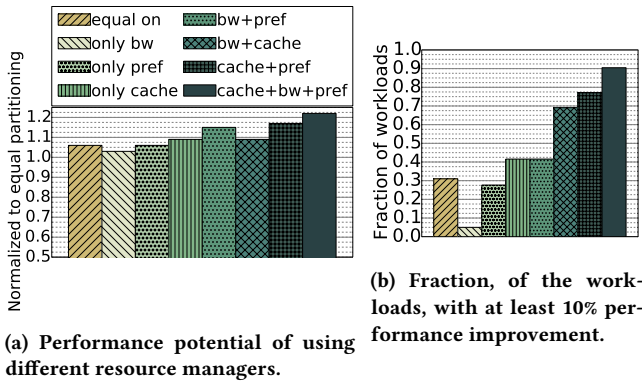 equal on
only bw
only pref
only cache
bw+pref
bw+cache
cache+pref
cache+bw+pref
Normalized to equal partitioning
1.2
1.1
1.0
0.9
0.8
0.7
0.6
0.5
(a) Performance potential of using
different resource managers.
Fraction of workloads
1.0
0.9
0.8
0.7
0.6
0.5
0.4
0.3
0.2
0.1
0.0
(b) Fraction, of the work-
loads, with at least 10% per-
formance improvement.